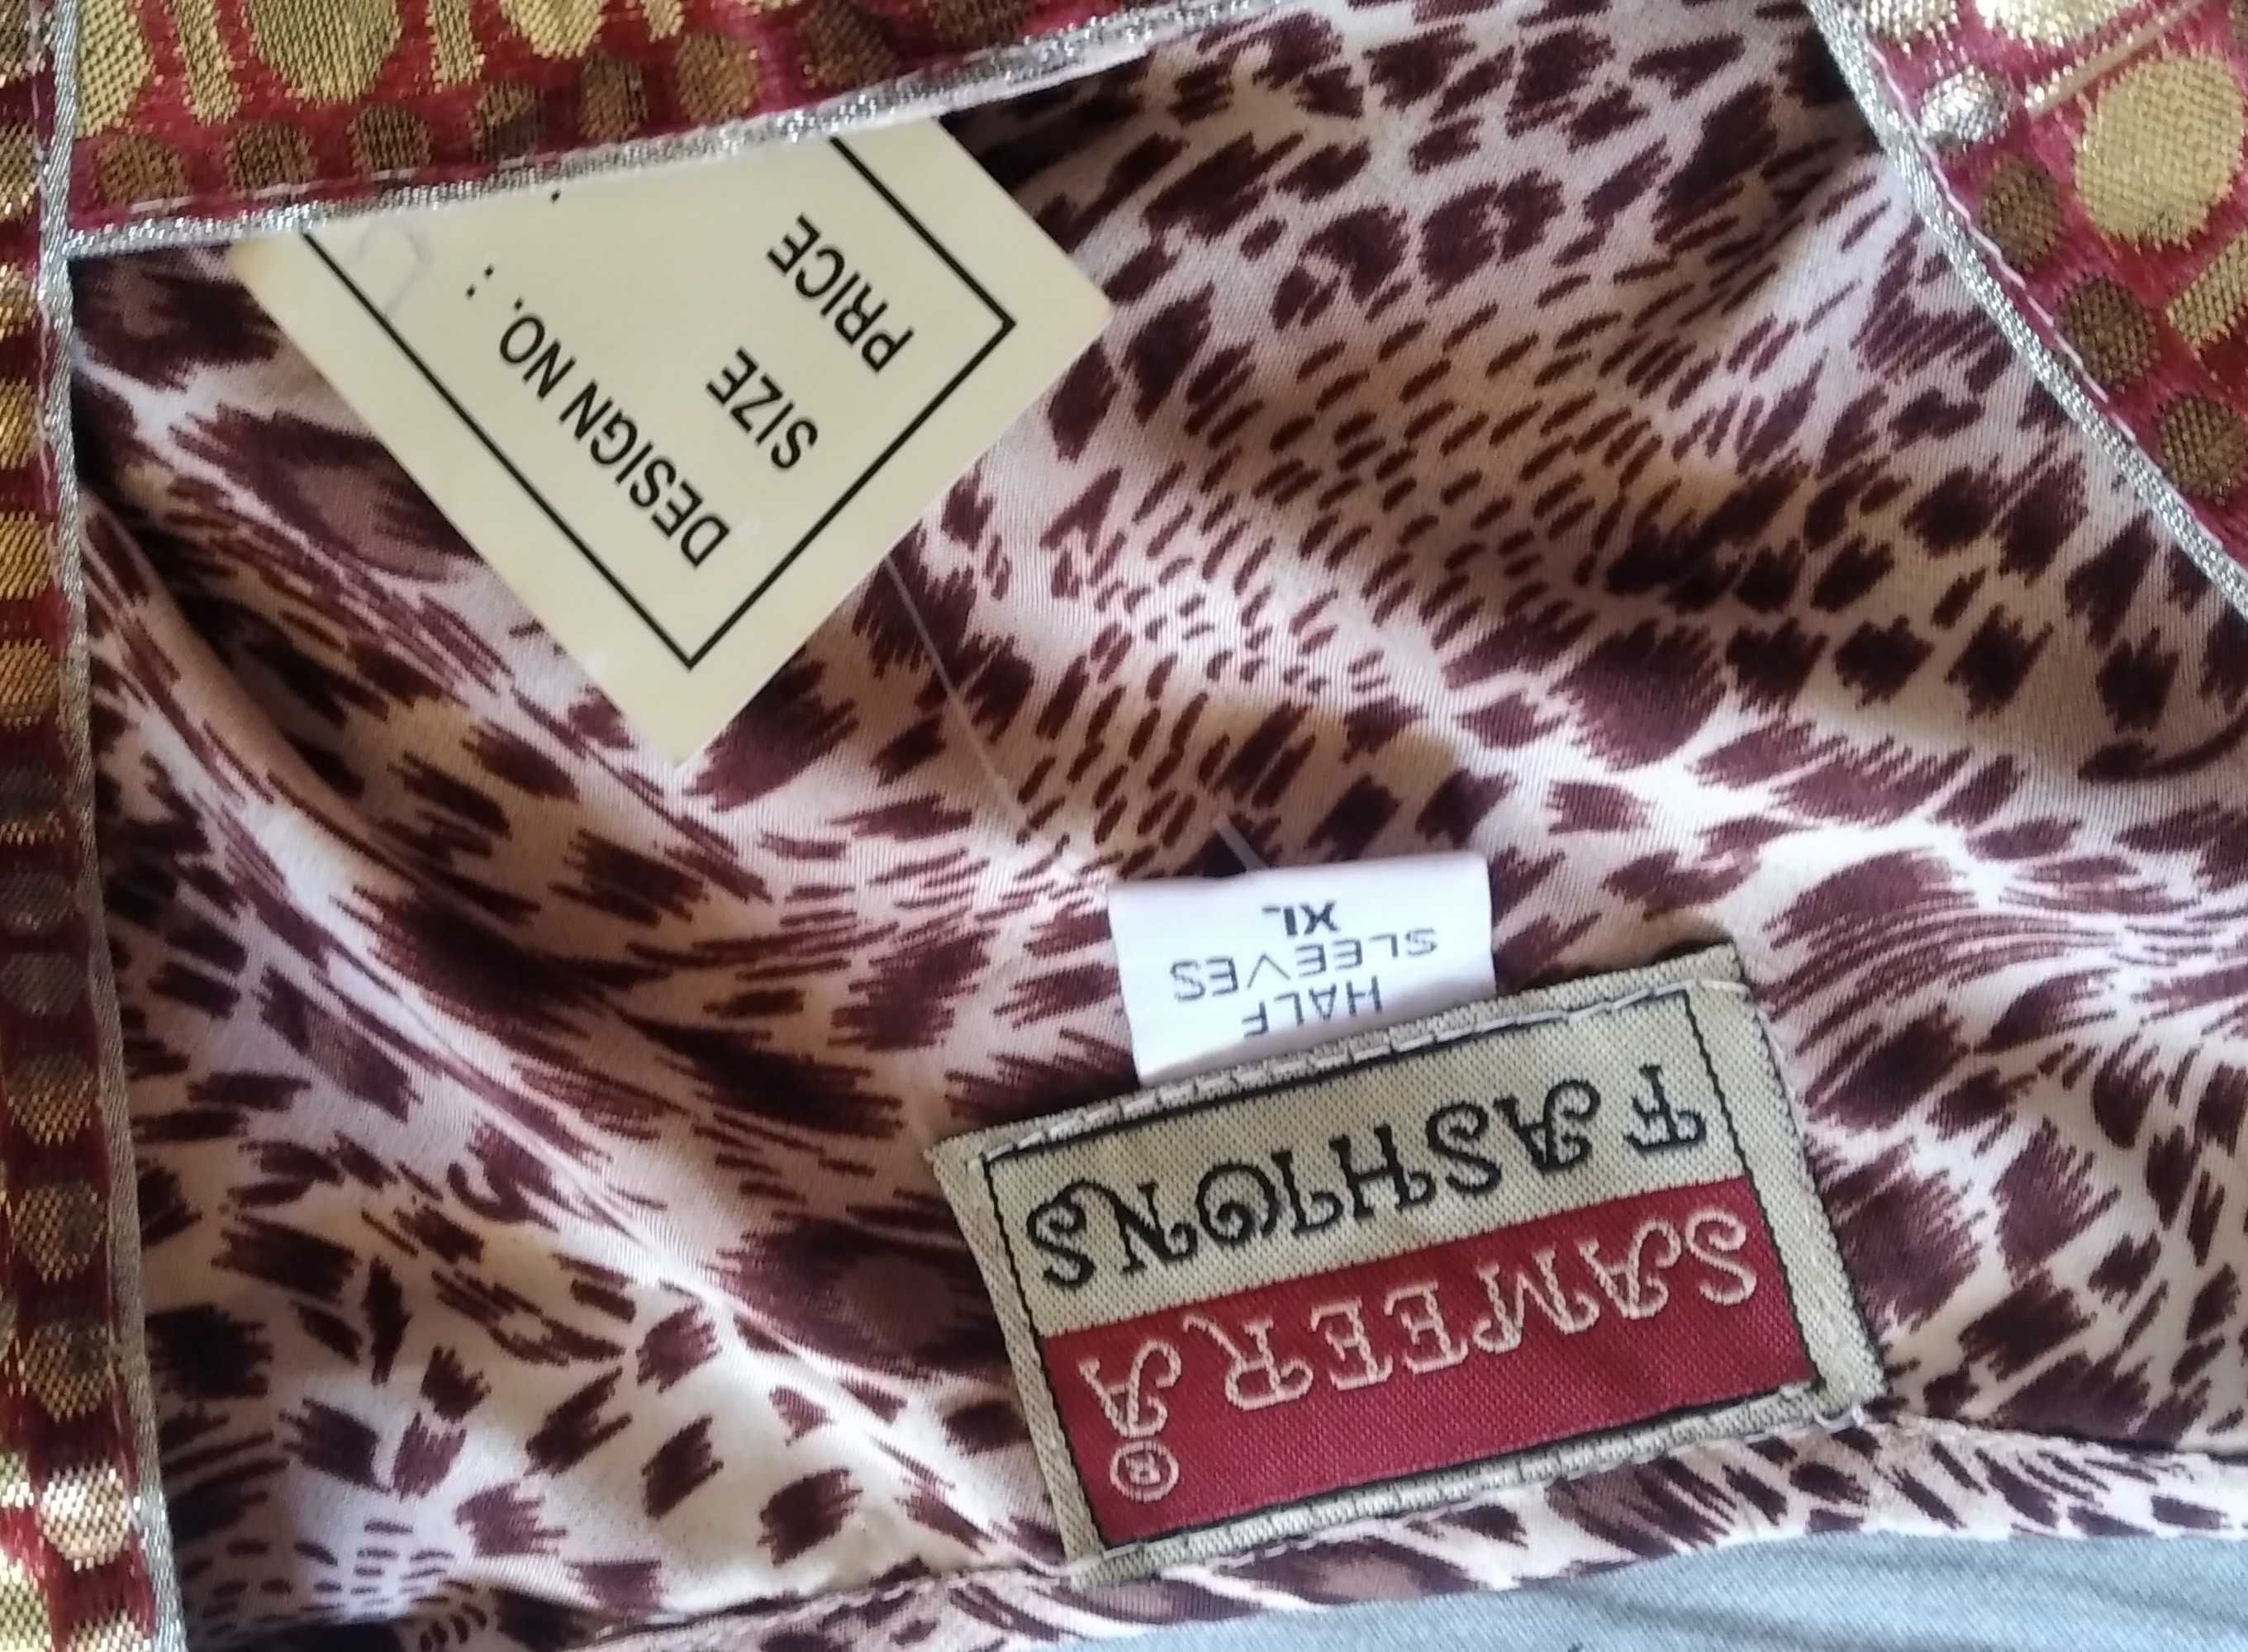 SAMEERA ®
FASHIONS
HALF
SLEEVES
XL
DESIGN NO. :
SIZE :
PRICE